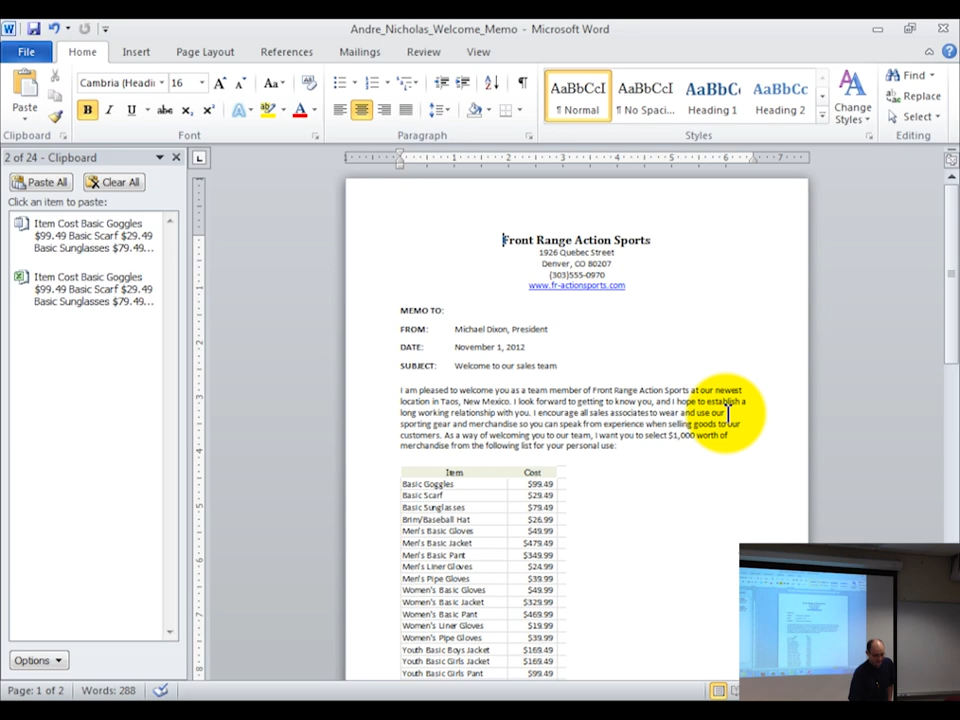 Andre_Nicholas_Welcome_Memo - Microsoft Word
File Home Insert Page Layout References Mailings Review View
Cambria (Headi 16
Paste
AaBbCcI AaBbCcI AaBbC AaBbCc
¶ Normal ¶ No Spaci... Heading 1 Heading 2
Change Styles
Find
Replace
Select
Clipboard Font Paragraph Styles Editing
2 of 24 - Clipboard
Paste All Clear All
Click an item to paste:
Item Cost Basic Goggles
$99.49 Basic Scarf $29.49
Basic Sunglasses $79.49...
Item Cost Basic Goggles
$99.49 Basic Scarf $29.49
Basic Sunglasses $79.49...
Options
1 2 3 4 5 6 7
Front Range Action Sports
1926 Quebec Street
Denver, CO 80207
(303)555-0970
www.fr-actionsports.com
MEMO TO:
FROM: Michael Dixon, President
DATE: November 1, 2012
SUBJECT: Welcome to our sales team
I am pleased to welcome you as a team member of Front Range Action Sports at our newest
location in Taos, New Mexico. I look forward to getting to know you, and I hope to establish a
long working relationship with you. I encourage all sales associates to wear and use our
sporting gear and merchandise so you can speak from experience when selling goods to our
customers. As a way of welcoming you to our team, I want you to select $1,000 worth of
merchandise from the following list for your personal use:
Item Cost
Basic Goggles $99.49
Basic Scarf $29.49
Basic Sunglasses $79.49
Brim/Baseball Hat $26.99
Men's Basic Gloves $49.99
Men's Basic Jacket $479.49
Men's Basic Pant $349.99
Men's Liner Gloves $24.99
Men's Pipe Gloves $39.99
Women's Basic Gloves $49.99
Women's Basic Jacket $329.99
Women's Basic Pant $469.99
Women's Liner Gloves $19.99
Women's Pipe Gloves $39.99
Youth Basic Boys Jacket $169.49
Youth Basic Girls Jacket $169.49
Youth Basic Girls Pant $99.49
Page: 1 of 2 Words: 288